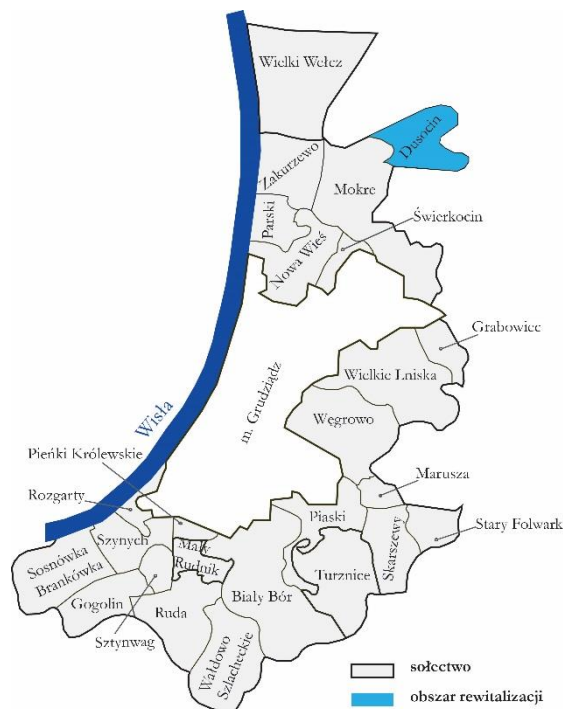 Wielki Wełcz
Dusocin
Zakurzewo
Mokre
Parski
Świerkocin
Nowa Wieś
Grabowiec
Wielkie Lniska
m. Grudziądz
Węgrowo
Wisła
Pieńki Królewskie
Marusza
Rozgarty
Piaski
Stary Folwark
Szynych
Mały
Rudnik
Skarszewy
Sosnówka
Brankówka
Turznice
Gogolin
Ruda
Biały Bór
Sztynwag
Wałdowo
Szlacheckie
sołectwo
obszar rewitalizacji